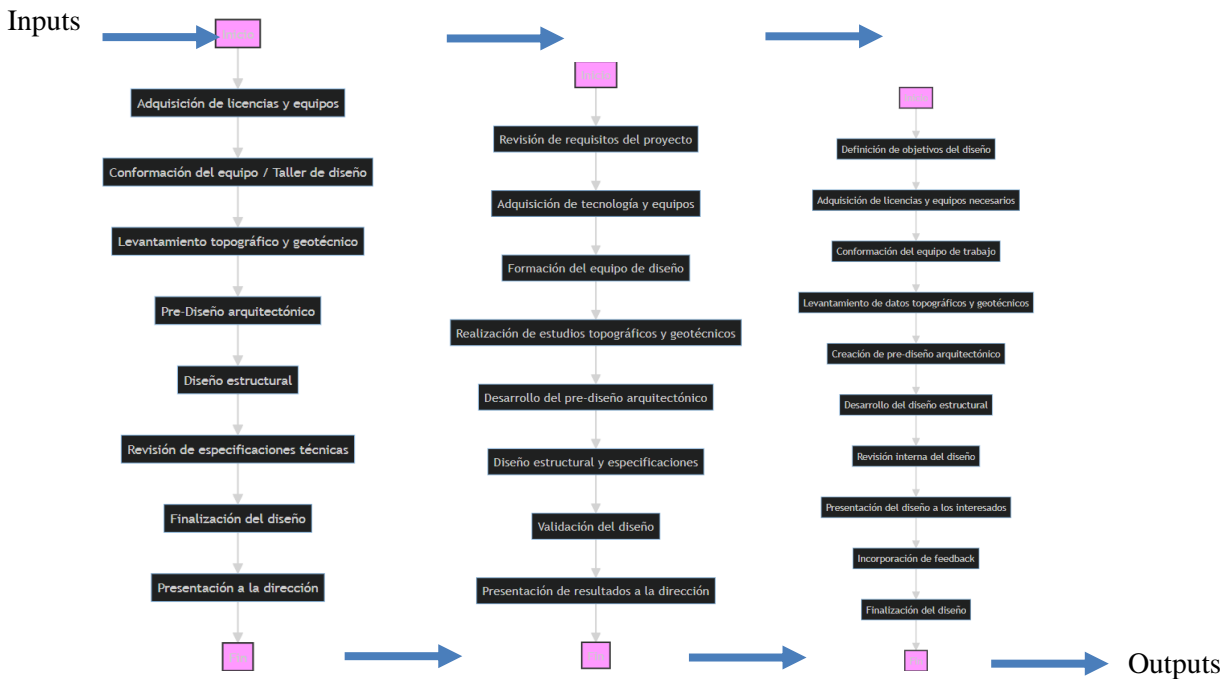 Inputs
Inicio
Adquisición de licencias y equipos
Conformación del equipo / Taller de diseño
Levantamiento topográfico y geotécnico
Pre-Diseño arquitectónico
Diseño estructural
Revisión de especificaciones técnicas
Finalización del diseño
Presentación a la dirección
Fin
Inicio
Revisión de requisitos del proyecto
Adquisición de tecnología y equipos
Formación del equipo de diseño
Realización de estudios topográficos y geotécnicos
Desarrollo del pre-diseño arquitectónico
Diseño estructural y especificaciones
Validación del diseño
Presentación de resultados a la dirección
Fin
Inicio
Definición de objetivos del diseño
Adquisición de licencias y equipos necesarios
Conformación del equipo de trabajo
Levantamiento de datos topográficos y geotécnicos
Creación de pre-diseño arquitectónico
Desarrollo del diseño estructural
Revisión interna del diseño
Presentación del diseño a los interesados
Incorporación de feedback
Finalización del diseño
Fin
Outputs